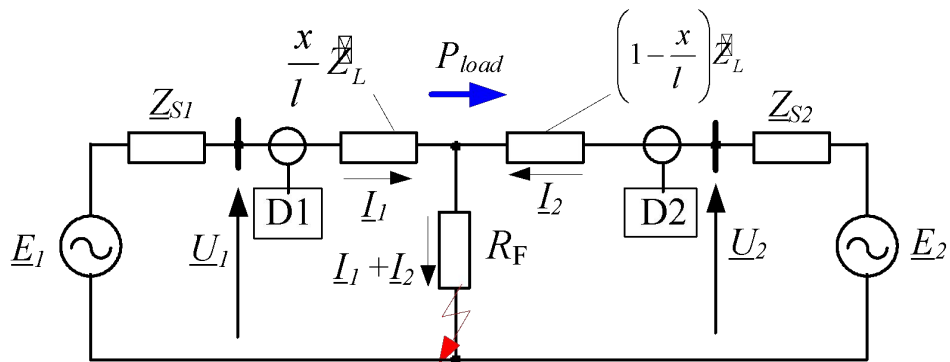 x/l Z_L
P_load
(1 - x/l) Z_L
Z_S1
Z_S2
D1
I_1
I_2
D2
E_1
U_1
I_1 + I_2
R_F
U_2
E_2